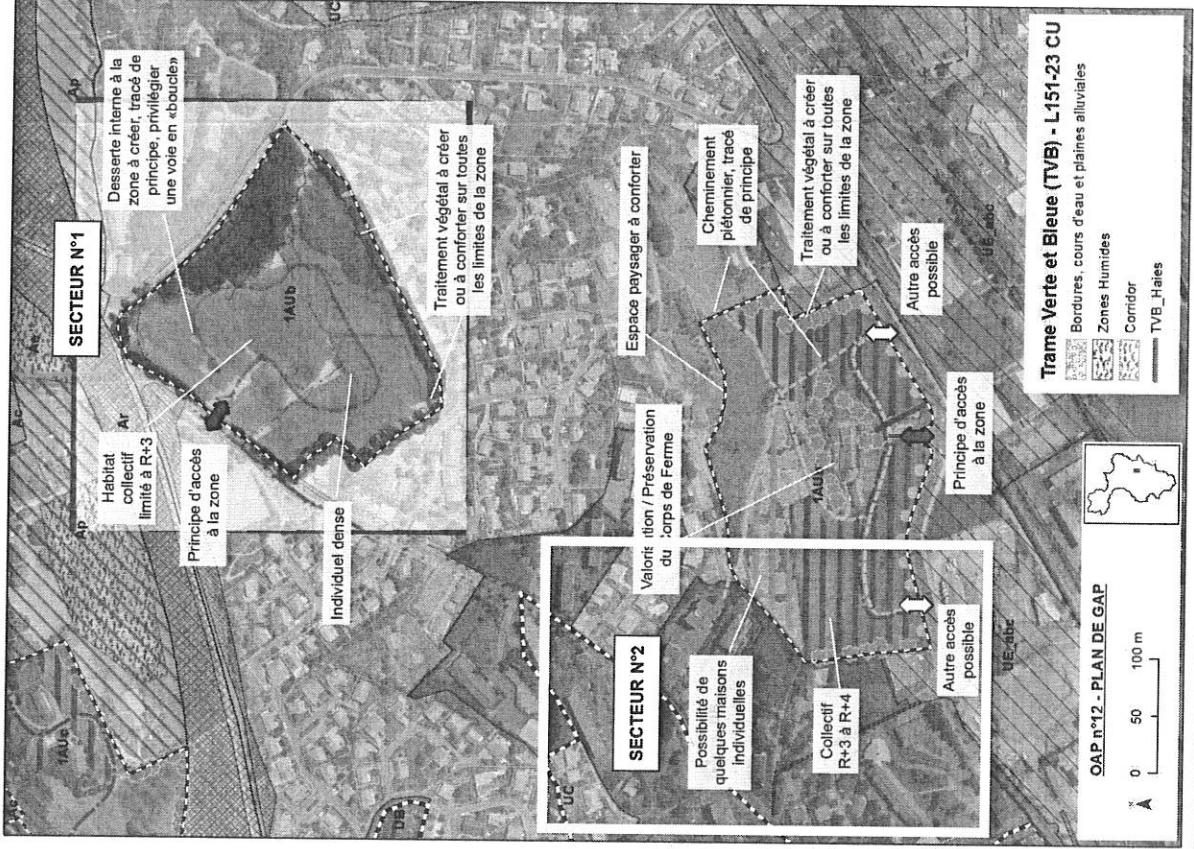 SECTEUR N°1
Desserte interne à la
zone à créer, tracé de
principe, privilégier
une voie en «boucle»
Habitat
collectif
limité à R+3
Principe d'accès
à la zone
Individuel dense
Traitement végétal à créer
ou à conforter sur toutes
les limites de la zone
1AUb
Ap
Ap
Ar
Ac
Ae
1AUc
UC
UC
SECTEUR N°2
Possibilité de
quelques maisons
individuelles
Collectif
R+3 à R+4
Valorisation / Préservation
du Corps de Ferme
Espace paysager à conforter
Cheminement
piétonnier, tracé
de principe
Traitement végétal à créer
ou à conforter sur toutes
les limites de la zone
Autre accès
possible
Principe d'accès
à la zone
Autre accès
possible
UE_abc
UE_abc
OAP n°12 - PLAN DE GAP
0 50 100 m
Trame Verte et Bleue (TVB) - L151-23 CU
Bordures, cours d'eau et plaines alluviales
Zones Humides
Corridor
TVB_Haies